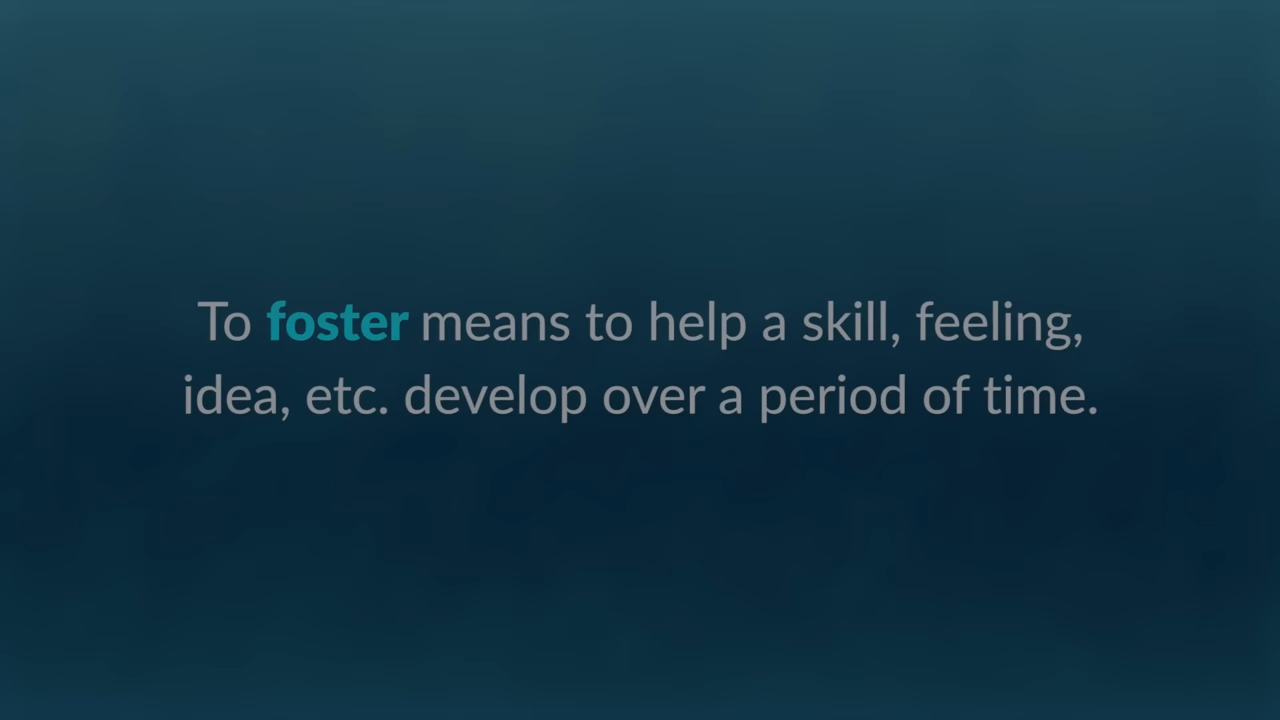 To foster means to help a skill, feeling,
idea, etc. develop over a period of time.